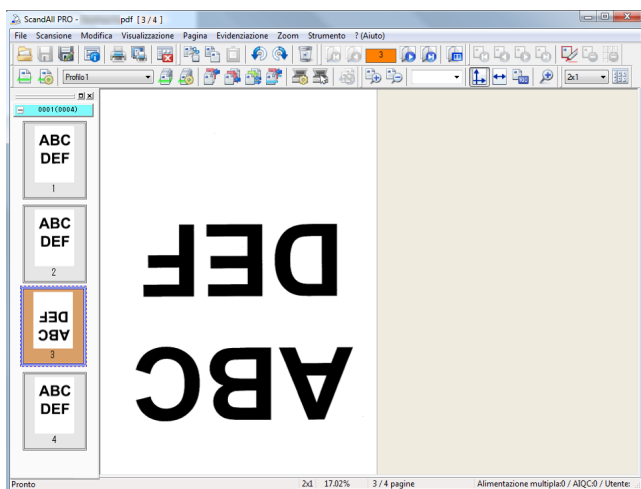 ScandAll PRO - pdf [ 3 / 4 ]
File Scansione Modifica Visualizzazione Pagina Evidenziazione Zoom Strumento ? (Aiuto)
3
Profilo1 2x1
0001(0004)
ABC
DEF
1
ABC
DEF
2
ABC
DEF
3
ABC
DEF
4
ABC
DEF
Pronto 2x1 17.02% 3 / 4 pagine Alimentazione multipla:0 / AIQC:0 / Utente: